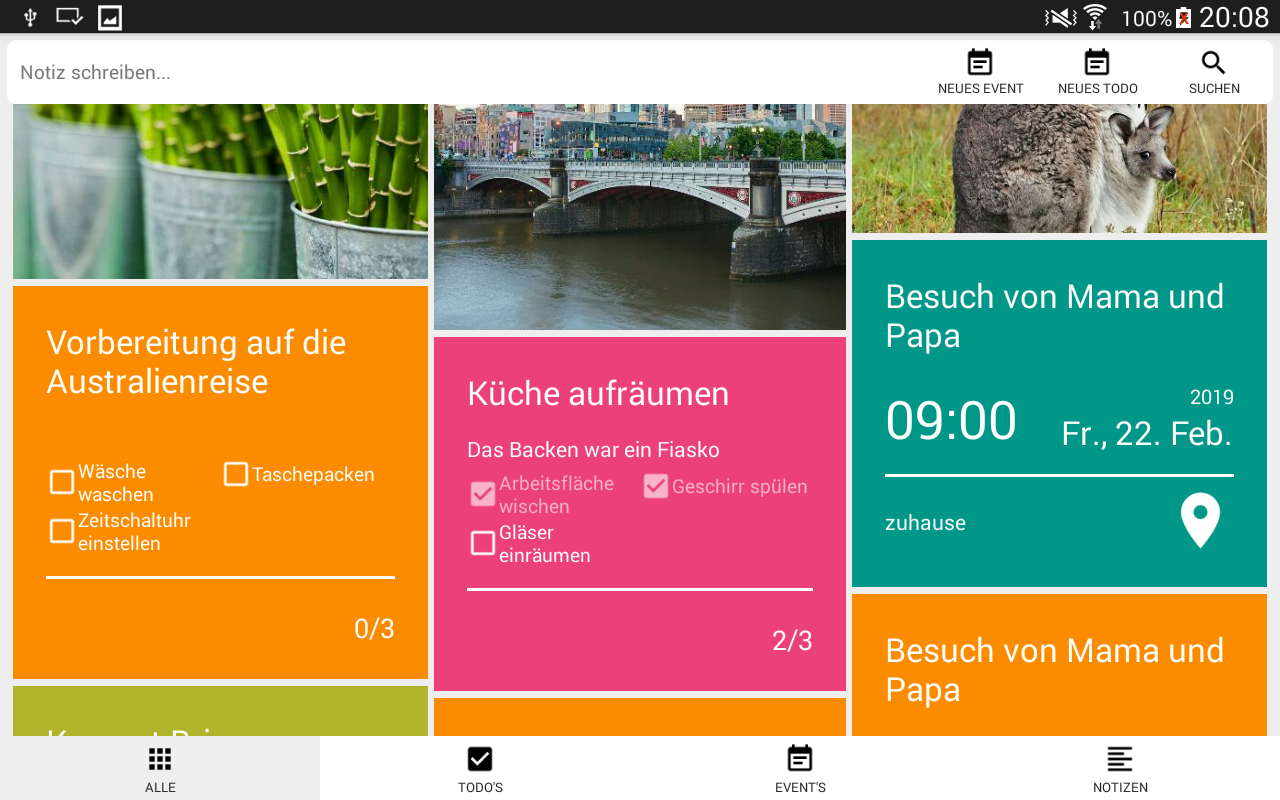 100%
20:08
Notiz schreiben...
NEUES EVENT
NEUES TODO
SUCHEN
Vorbereitung auf die
Australienreise
Wäsche
waschen
Taschepacken
Zeitschaltuhr
einstellen
0/3
Küche aufräumen
Das Backen war ein Fiasko
Arbeitsfläche
wischen
Geschirr spülen
Gläser
einräumen
2/3
Besuch von Mama und
Papa
2019
09:00
Fr., 22. Feb.
zuhause
Besuch von Mama und
Papa
ALLE
TODO'S
EVENT'S
NOTIZEN